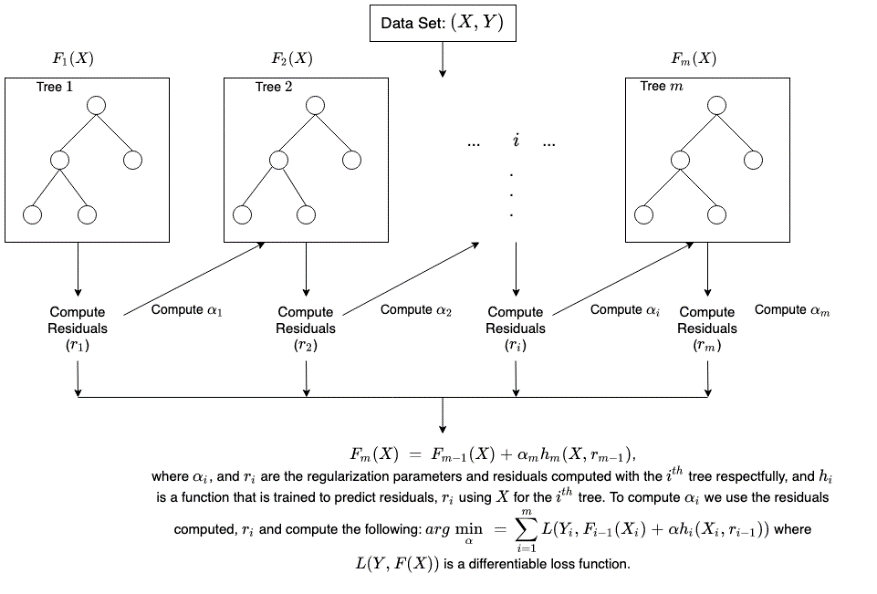 Data Set: (X, Y)
F₁(X) F₂(X) Fₘ(X)
Tree 1 Tree 2 Tree m
... i ...
.
.
.
Compute α₁ Compute α₂ Compute αᵢ Compute αₘ
Compute Compute Compute Compute
Residuals Residuals Residuals Residuals
(r₁) (r₂) (rᵢ) (rₘ)
Fₘ(X) = Fₘ₋₁(X) + αₘhₘ(X, rₘ₋₁),
where αᵢ, and rᵢ are the regularization parameters and residuals computed with the iᵗʰ tree respectfully, and hᵢ
is a function that is trained to predict residuals, rᵢ using X for the iᵗʰ tree. To compute αᵢ we use the residuals
computed, rᵢ and compute the following: arg min_α = ∑ᵢ₌₁ᵐ L(Yᵢ, Fᵢ₋₁(Xᵢ) + αhᵢ(Xᵢ, rᵢ₋₁)) where
L(Y, F(X)) is a differentiable loss function.